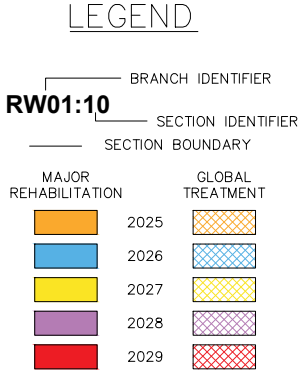 LEGEND
BRANCH IDENTIFIER
RW01:10
SECTION IDENTIFIER
SECTION BOUNDARY
MAJOR REHABILITATION
GLOBAL TREATMENT
2025
2026
2027
2028
2029